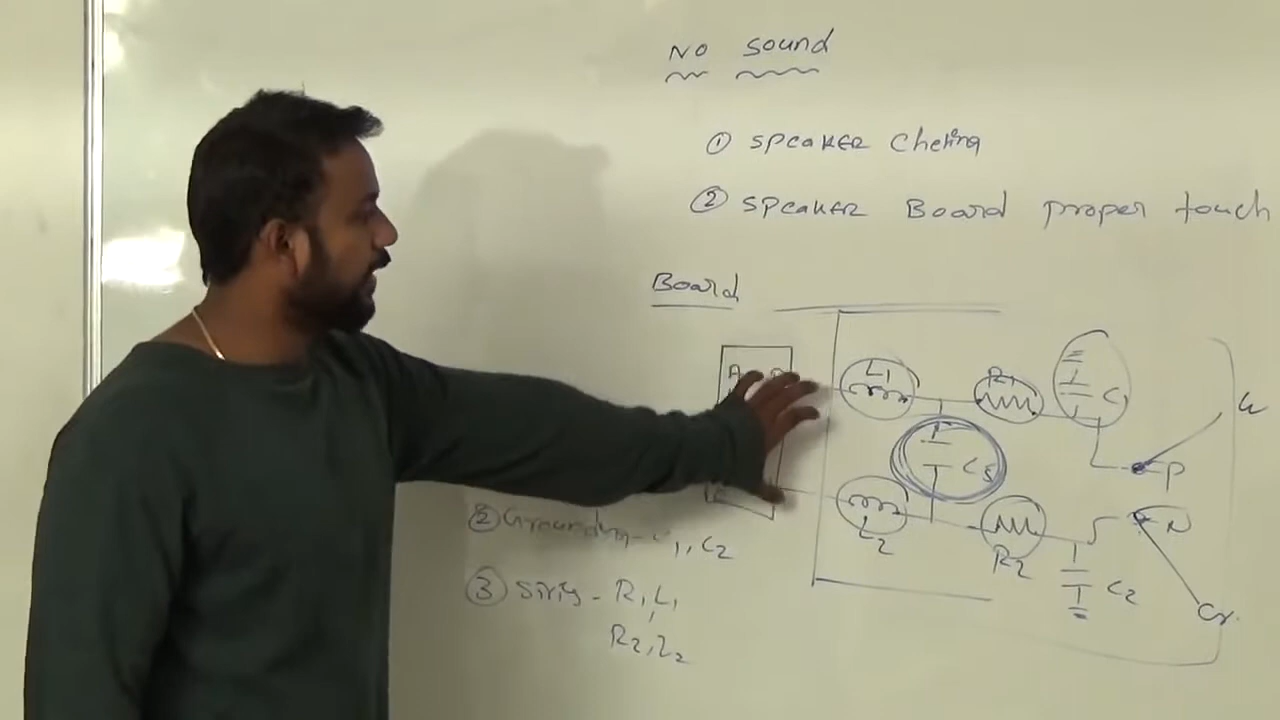 No sound
① SPEAKER Cheking
② SPEAKER Board proper touch
Board
A
L1
R1
C1
C5
P
L2
R2
N
C2
② Grounding - C1, C2
③ Siris - R1, L1
R2, L2